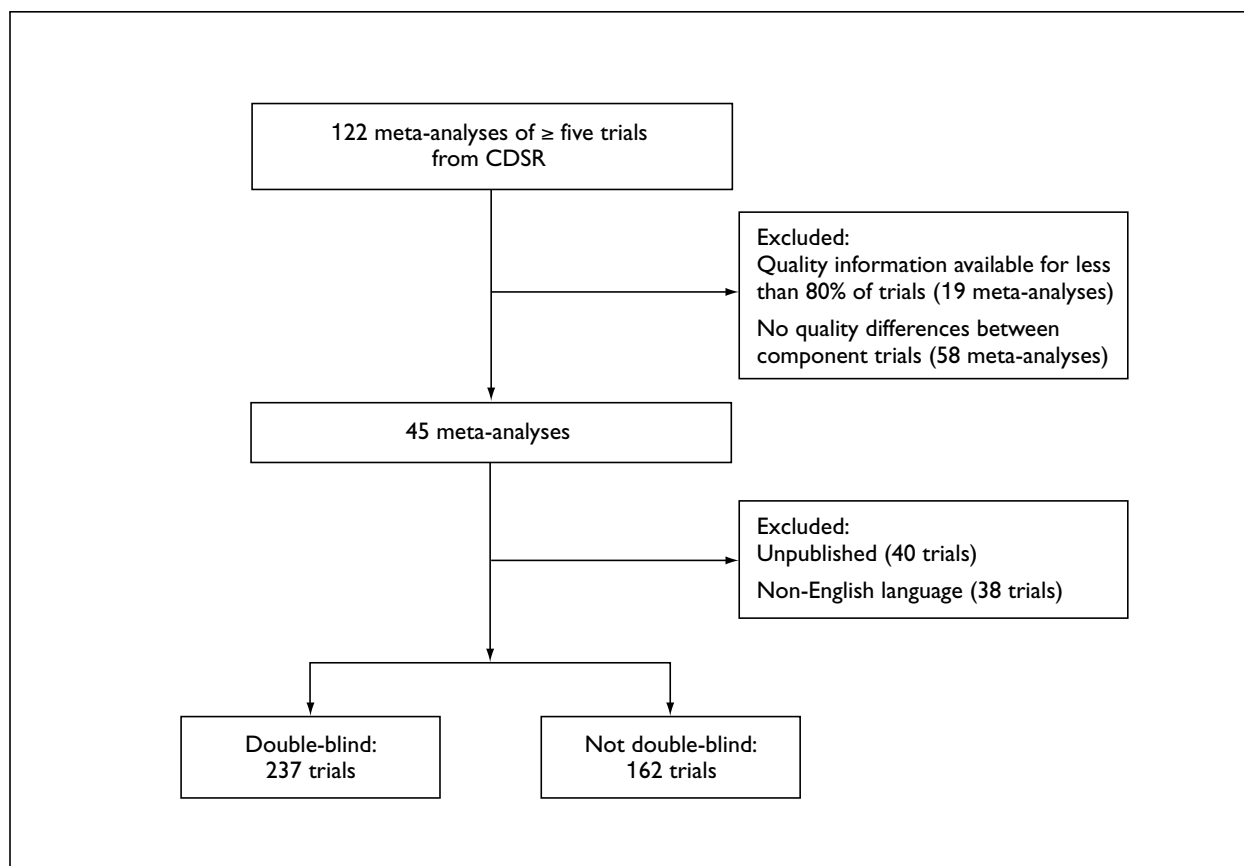 122 meta-analyses of ≥ five trials
from CDSR
Excluded:
Quality information available for less
than 80% of trials (19 meta-analyses)
No quality differences between
component trials (58 meta-analyses)
45 meta-analyses
Excluded:
Unpublished (40 trials)
Non-English language (38 trials)
Double-blind:
237 trials
Not double-blind:
162 trials